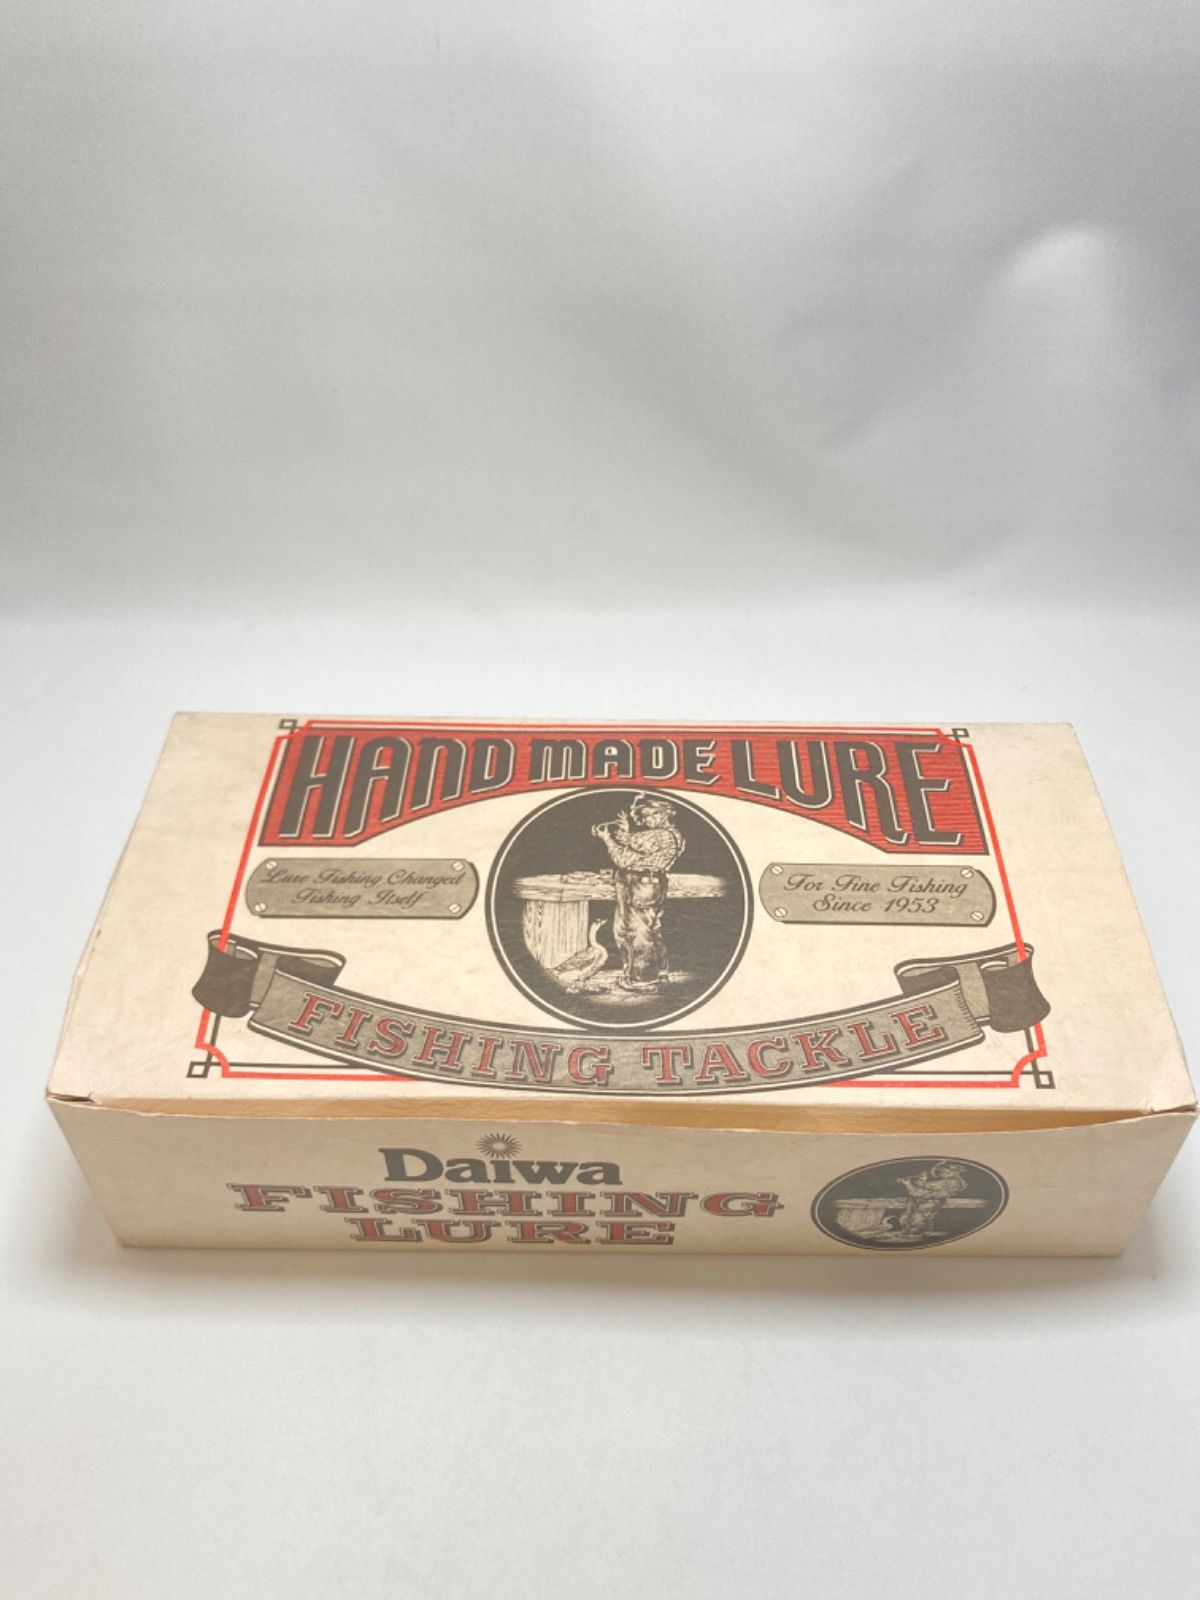 HAND MADE LURE
Lure Fishing Changed
Fishing Itself
For Fine Fishing
Since 1953
FISHING TACKLE
Daiwa
FISHING
LURE